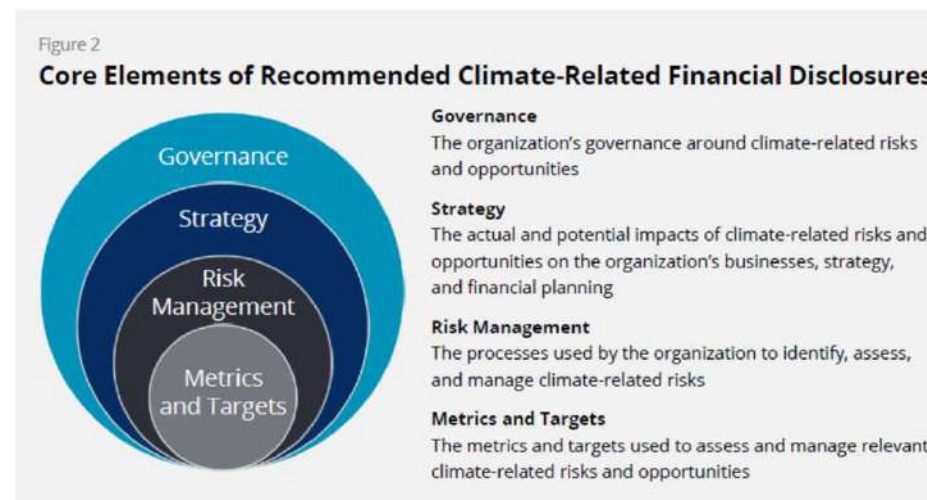 Figure 2
Core Elements of Recommended Climate-Related Financial Disclosures
Governance
Strategy
Risk
Management
Metrics
and Targets
Governance
The organization's governance around climate-related risks
and opportunities
Strategy
The actual and potential impacts of climate-related risks and
opportunities on the organization's businesses, strategy,
and financial planning
Risk Management
The processes used by the organization to identify, assess,
and manage climate-related risks
Metrics and Targets
The metrics and targets used to assess and manage relevant
climate-related risks and opportunities